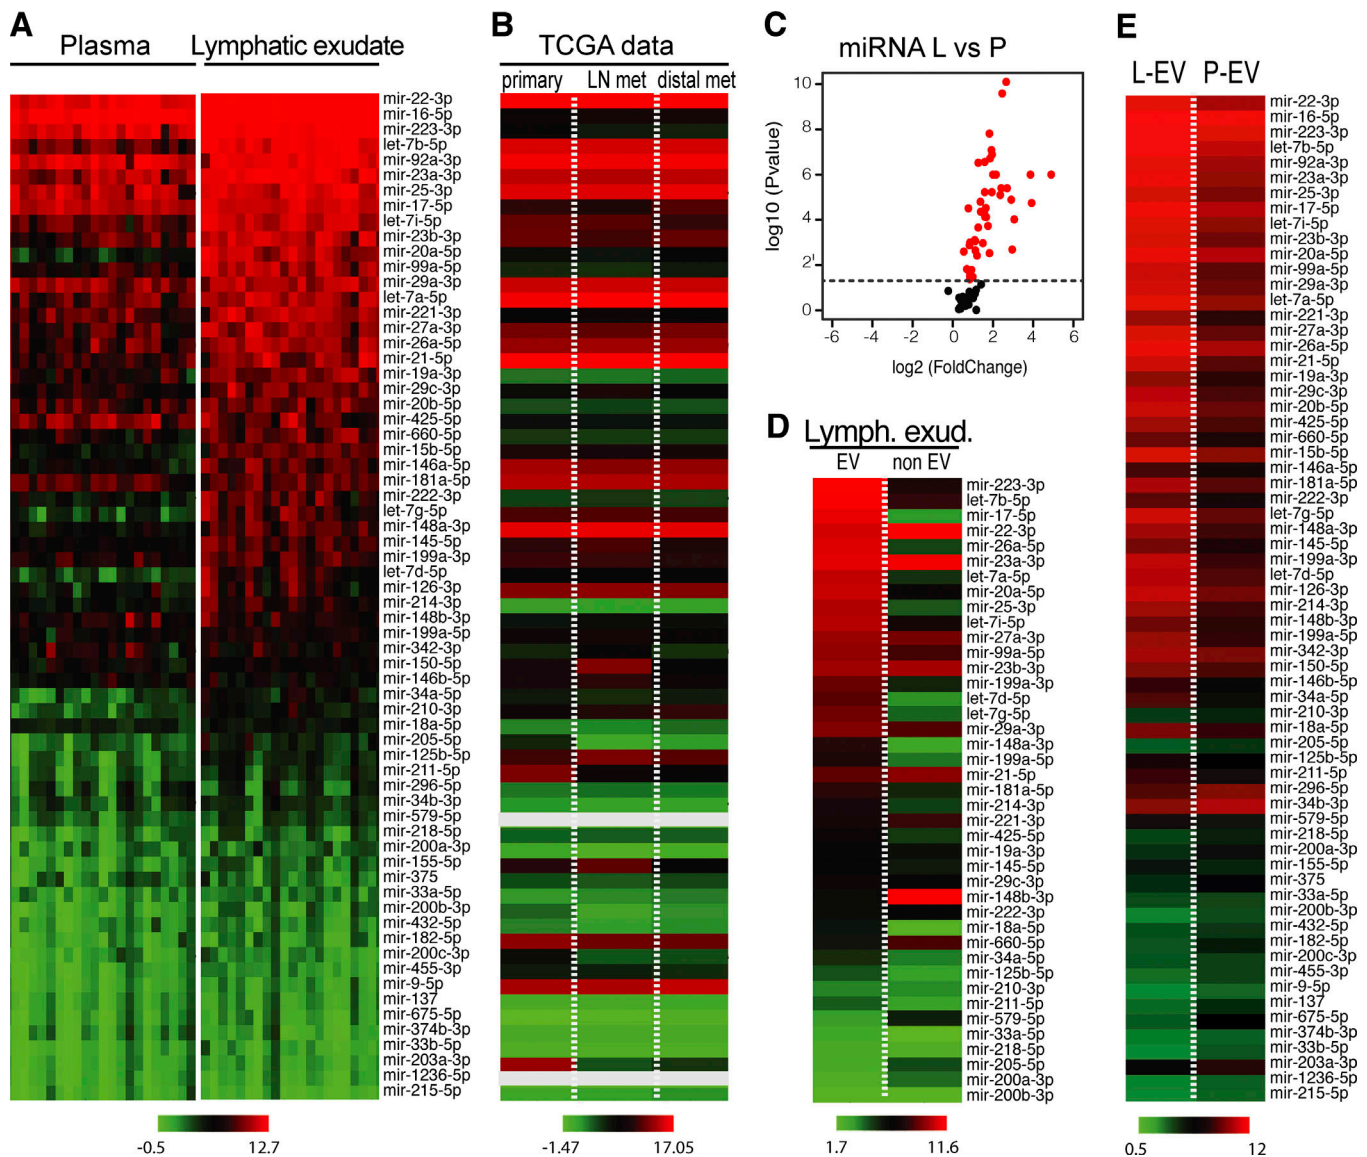 A
Plasma
Lymphatic exudate
mir-22-3p
mir-16-5p
mir-223-3p
let-7b-5p
mir-92a-3p
mir-23a-3p
mir-25-3p
mir-17-5p
let-7i-5p
mir-23b-3p
mir-20a-5p
mir-99a-5p
mir-29a-3p
let-7a-5p
mir-221-3p
mir-27a-3p
mir-26a-5p
mir-21-5p
mir-19a-3p
mir-29c-3p
mir-20b-5p
mir-425-5p
mir-660-5p
mir-15b-5p
mir-146a-5p
mir-181a-5p
mir-222-3p
let-7g-5p
mir-148a-3p
mir-145-5p
mir-199a-3p
let-7d-5p
mir-126-3p
mir-214-3p
mir-148b-3p
mir-199a-5p
mir-342-3p
mir-150-5p
mir-146b-5p
mir-34a-5p
mir-210-3p
mir-18a-5p
mir-205-5p
mir-125b-5p
mir-211-5p
mir-296-5p
mir-34b-3p
mir-579-5p
mir-218-5p
mir-200a-3p
mir-155-5p
mir-375
mir-33a-5p
mir-200b-3p
mir-432-5p
mir-182-5p
mir-200c-3p
mir-455-3p
mir-9-5p
mir-137
mir-675-5p
mir-374b-3p
mir-33b-5p
mir-203a-3p
mir-1236-5p
mir-215-5p
-0.5
12.7
B
TCGA data
primary
LN met
distal met
-1.47
17.05
C
miRNA L vs P
log10 (Pvalue)
10
8
6
4
2
0
-6
-4
-2
0
2
4
6
log2 (FoldChange)
D
Lymph. exud.
EV
non EV
mir-223-3p
let-7b-5p
mir-17-5p
mir-22-3p
mir-26a-5p
mir-23a-3p
let-7a-5p
mir-20a-5p
mir-25-3p
let-7i-5p
mir-27a-3p
mir-99a-5p
mir-23b-3p
mir-199a-3p
let-7d-5p
let-7g-5p
mir-29a-3p
mir-148a-3p
mir-199a-5p
mir-21-5p
mir-181a-5p
mir-214-3p
mir-221-3p
mir-425-5p
mir-19a-3p
mir-145-5p
mir-29c-3p
mir-148b-3p
mir-222-3p
mir-18a-5p
mir-660-5p
mir-34a-5p
mir-125b-5p
mir-210-3p
mir-211-5p
mir-579-5p
mir-33a-5p
mir-218-5p
mir-205-5p
mir-200a-3p
mir-200b-3p
1.7
11.6
E
L-EV
P-EV
mir-22-3p
mir-16-5p
mir-223-3p
let-7b-5p
mir-92a-3p
mir-23a-3p
mir-25-3p
mir-17-5p
let-7i-5p
mir-23b-3p
mir-20a-5p
mir-99a-5p
mir-29a-3p
let-7a-5p
mir-221-3p
mir-27a-3p
mir-26a-5p
mir-21-5p
mir-19a-3p
mir-29c-3p
mir-20b-5p
mir-425-5p
mir-660-5p
mir-15b-5p
mir-146a-5p
mir-181a-5p
mir-222-3p
let-7g-5p
mir-148a-3p
mir-145-5p
mir-199a-3p
let-7d-5p
mir-126-3p
mir-214-3p
mir-148b-3p
mir-199a-5p
mir-342-3p
mir-150-5p
mir-146b-5p
mir-34a-5p
mir-210-3p
mir-18a-5p
mir-205-5p
mir-125b-5p
mir-211-5p
mir-296-5p
mir-34b-3p
mir-579-5p
mir-218-5p
mir-200a-3p
mir-155-5p
mir-375
mir-33a-5p
mir-200b-3p
mir-432-5p
mir-182-5p
mir-200c-3p
mir-455-3p
mir-9-5p
mir-137
mir-675-5p
mir-374b-3p
mir-33b-5p
mir-203a-3p
mir-1236-5p
mir-215-5p
0.5
12